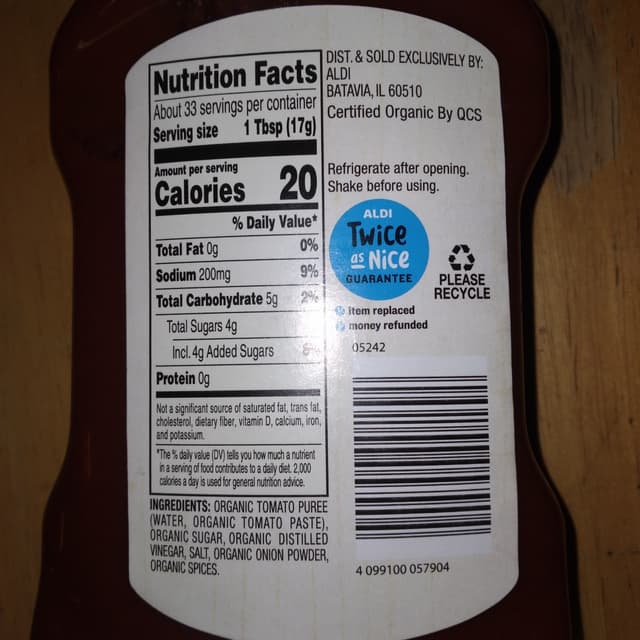 Nutrition Facts
About 33 servings per container
Serving size 1 Tbsp (17g)
Amount per serving
Calories 20
% Daily Value*
Total Fat 0g 0%
Sodium 200mg 9%
Total Carbohydrate 5g 2%
Total Sugars 4g
Incl. 4g Added Sugars
Protein 0g
Not a significant source of saturated fat, trans fat,
cholesterol, dietary fiber, vitamin D, calcium, iron,
and potassium.
*The % daily value (DV) tells you how much a nutrient
in a serving of food contributes to a daily diet. 2,000
calories a day is used for general nutrition advice.
INGREDIENTS: ORGANIC TOMATO PUREE
(WATER, ORGANIC TOMATO PASTE),
ORGANIC SUGAR, ORGANIC DISTILLED
VINEGAR, SALT, ORGANIC ONION POWDER,
ORGANIC SPICES.
DIST. & SOLD EXCLUSIVELY BY:
ALDI
BATAVIA, IL 60510
Certified Organic By QCS
Refrigerate after opening.
Shake before using.
ALDI
Twice
as Nice
GUARANTEE
item replaced
money refunded
PLEASE
RECYCLE
05242
4 099100 057904